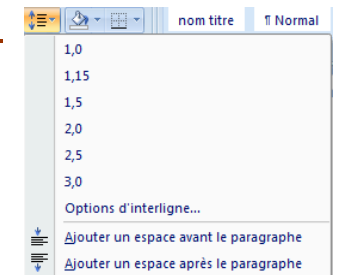 nom titre ¶ Normal
1,0
1,15
1,5
2,0
2,5
3,0
Options d'interligne...
Ajouter un espace avant le paragraphe
Ajouter un espace après le paragraphe